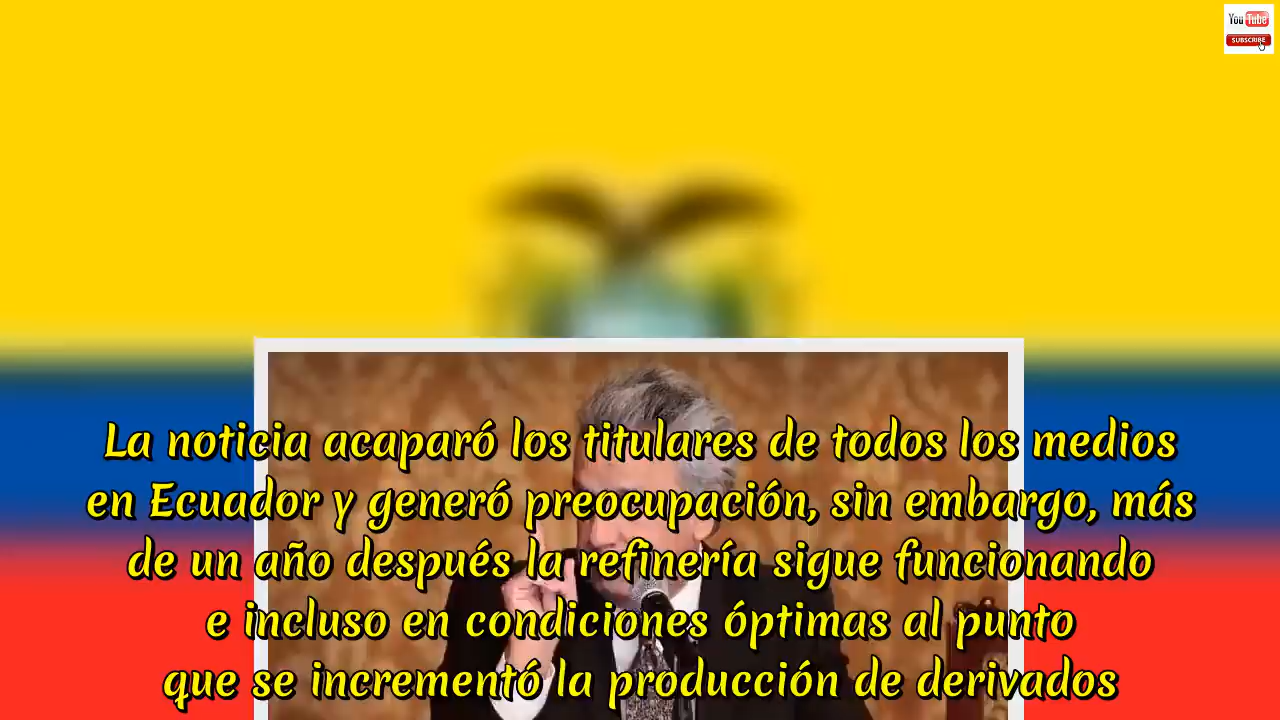 You Tube
SUBSCRIBE
La noticia acaparó los titulares de todos los medios
en Ecuador y generó preocupación, sin embargo, más
de un año después la refinería sigue funcionando
e incluso en condiciones óptimas al punto
que se incrementó la producción de derivados